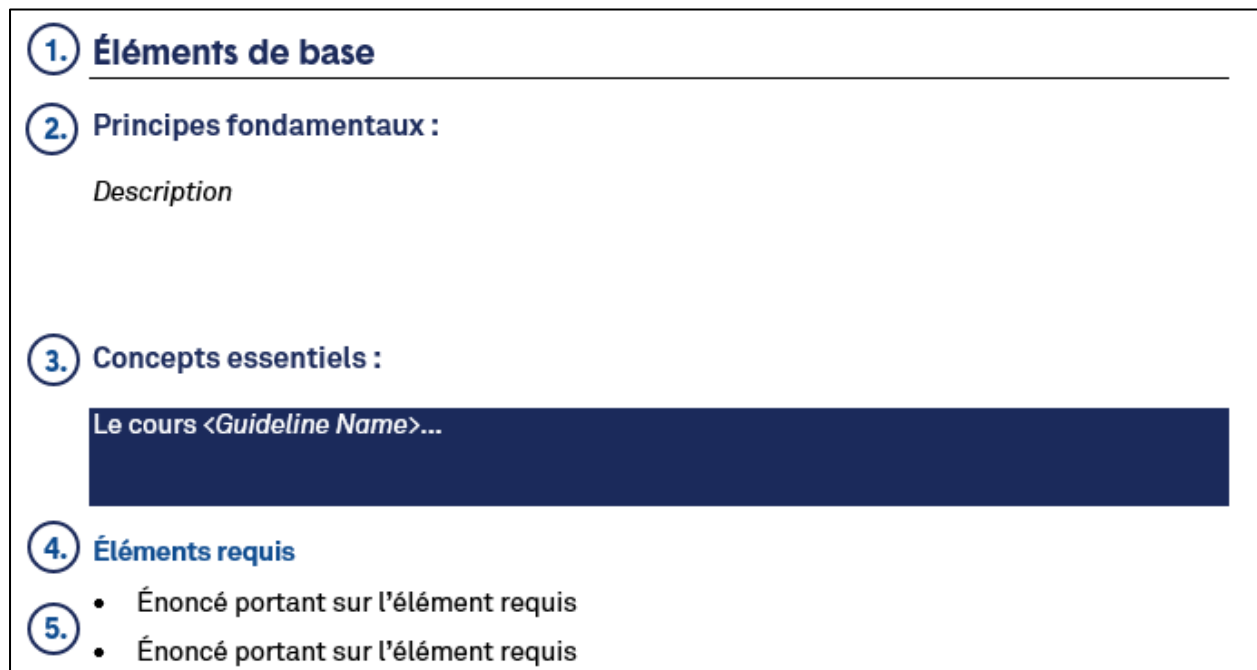 1. Éléments de base
2. Principes fondamentaux :
Description
3. Concepts essentiels :
Le cours <Guideline Name>...
4. Éléments requis
• Énoncé portant sur l’élément requis
5.
• Énoncé portant sur l’élément requis